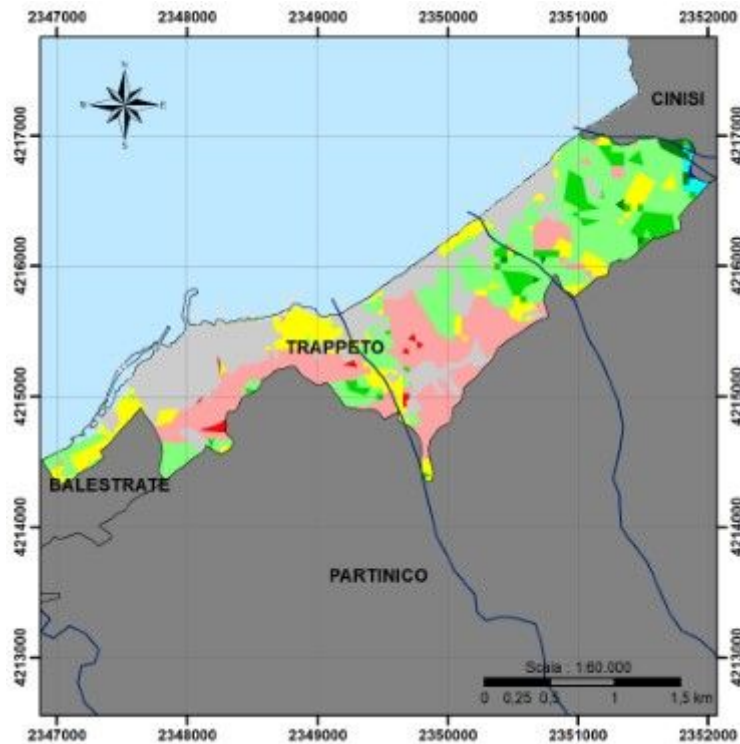 2347000 2348000 2349000 2350000 2351000 2352000
N
E
S
CINISI
4217000 4217000
4216000 4216000
TRAPPETO
4215000 4215000
BALESTRATE
4214000 4214000
PARTINICO
4213000 4213000
Scala : 1:60.000
0 0,25 0,5 1 1,5 km
2347000 2348000 2349000 2350000 2351000 2352000